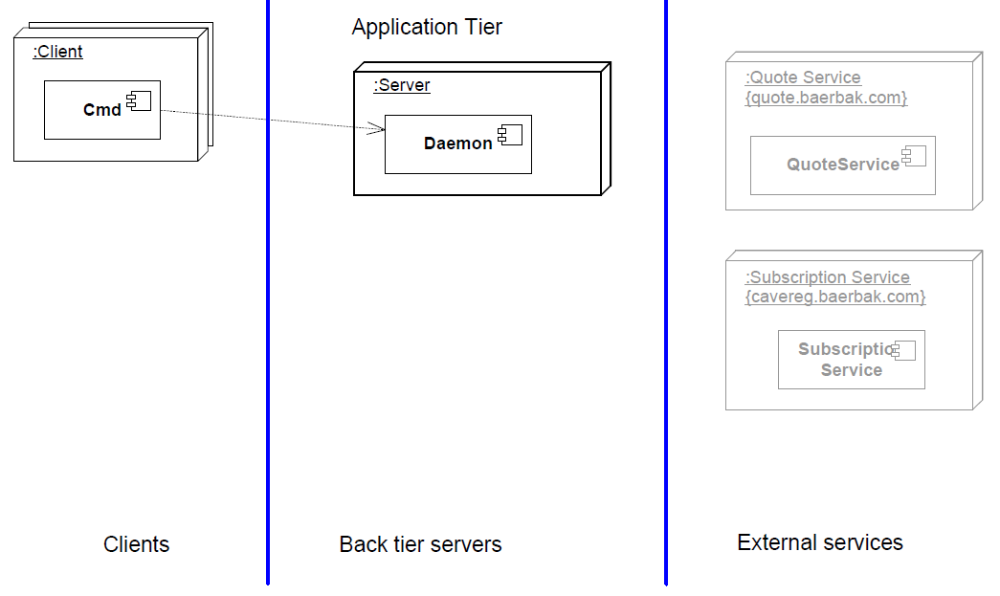 :Client
Cmd
Application Tier
:Server
Daemon
:Quote Service
{quote.baerbak.com}
QuoteService
:Subscription Service
{cavereg.baerbak.com}
Subscriptio
Service
Clients
Back tier servers
External services